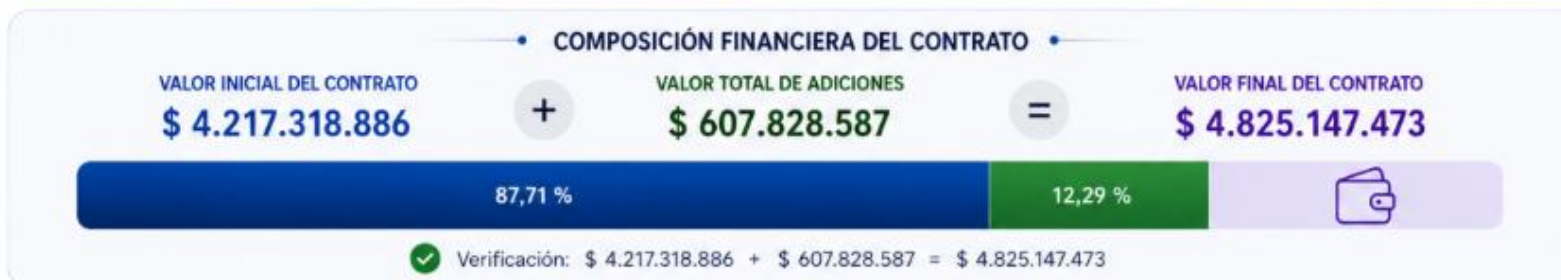 COMPOSICIÓN FINANCIERA DEL CONTRATO
VALOR INICIAL DEL CONTRATO
$ 4.217.318.886
+
VALOR TOTAL DE ADICIONES
$ 607.828.587
=
VALOR FINAL DEL CONTRATO
$ 4.825.147.473
87,71 %
12,29 %
Verificación: $ 4.217.318.886 + $ 607.828.587 = $ 4.825.147.473